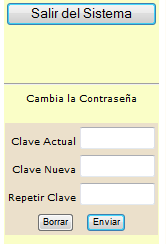 Salir del Sistema
Cambia la Contraseña
Clave Actual
Clave Nueva
Repetir Clave
Borrar Enviar